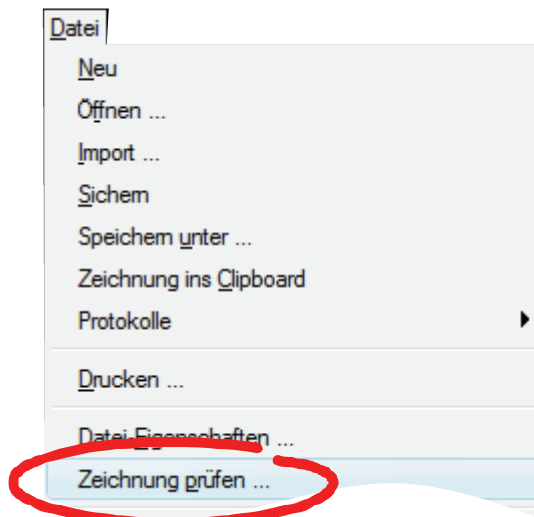 Datei
Neu
Öffnen ...
Import ...
Sichern
Speichern unter ...
Zeichnung ins Clipboard
Protokolle
Drucken ...
Datei-Eigenschaften ...
Zeichnung prüfen ...